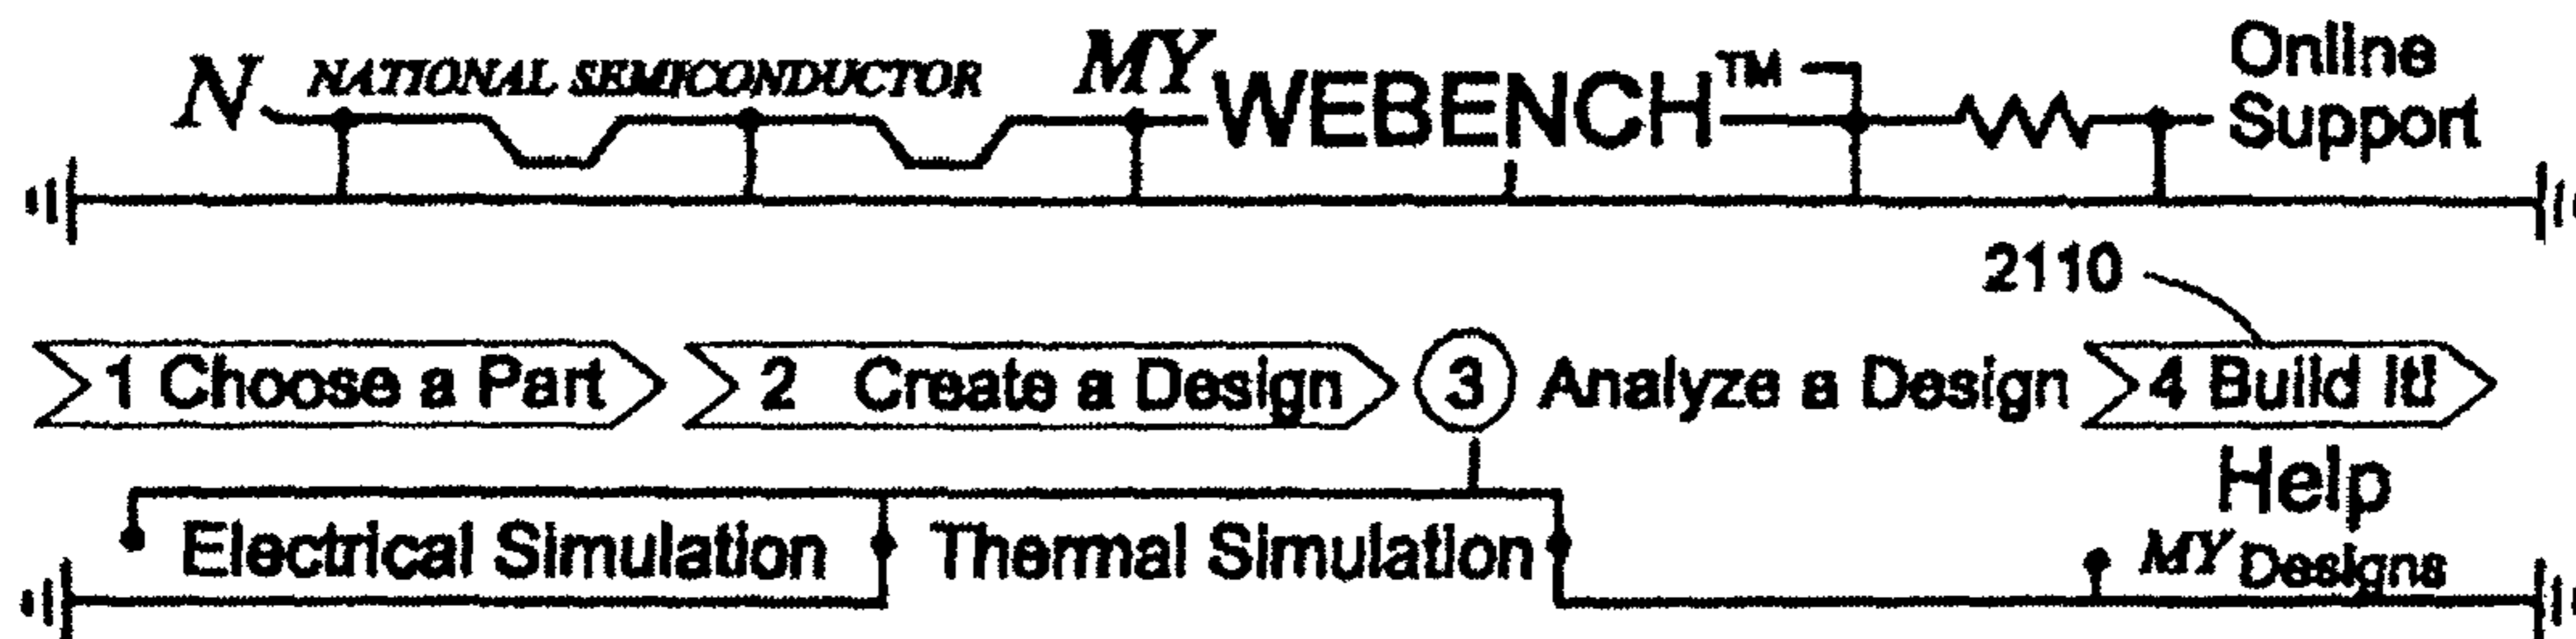 N NATIONAL SEMICONDUCTOR MY WEBENCH™ Online
Support
2110
1 Choose a Part 2 Create a Design 3 Analyze a Design 4 Build It!
Help
Electrical Simulation Thermal Simulation MY Designs